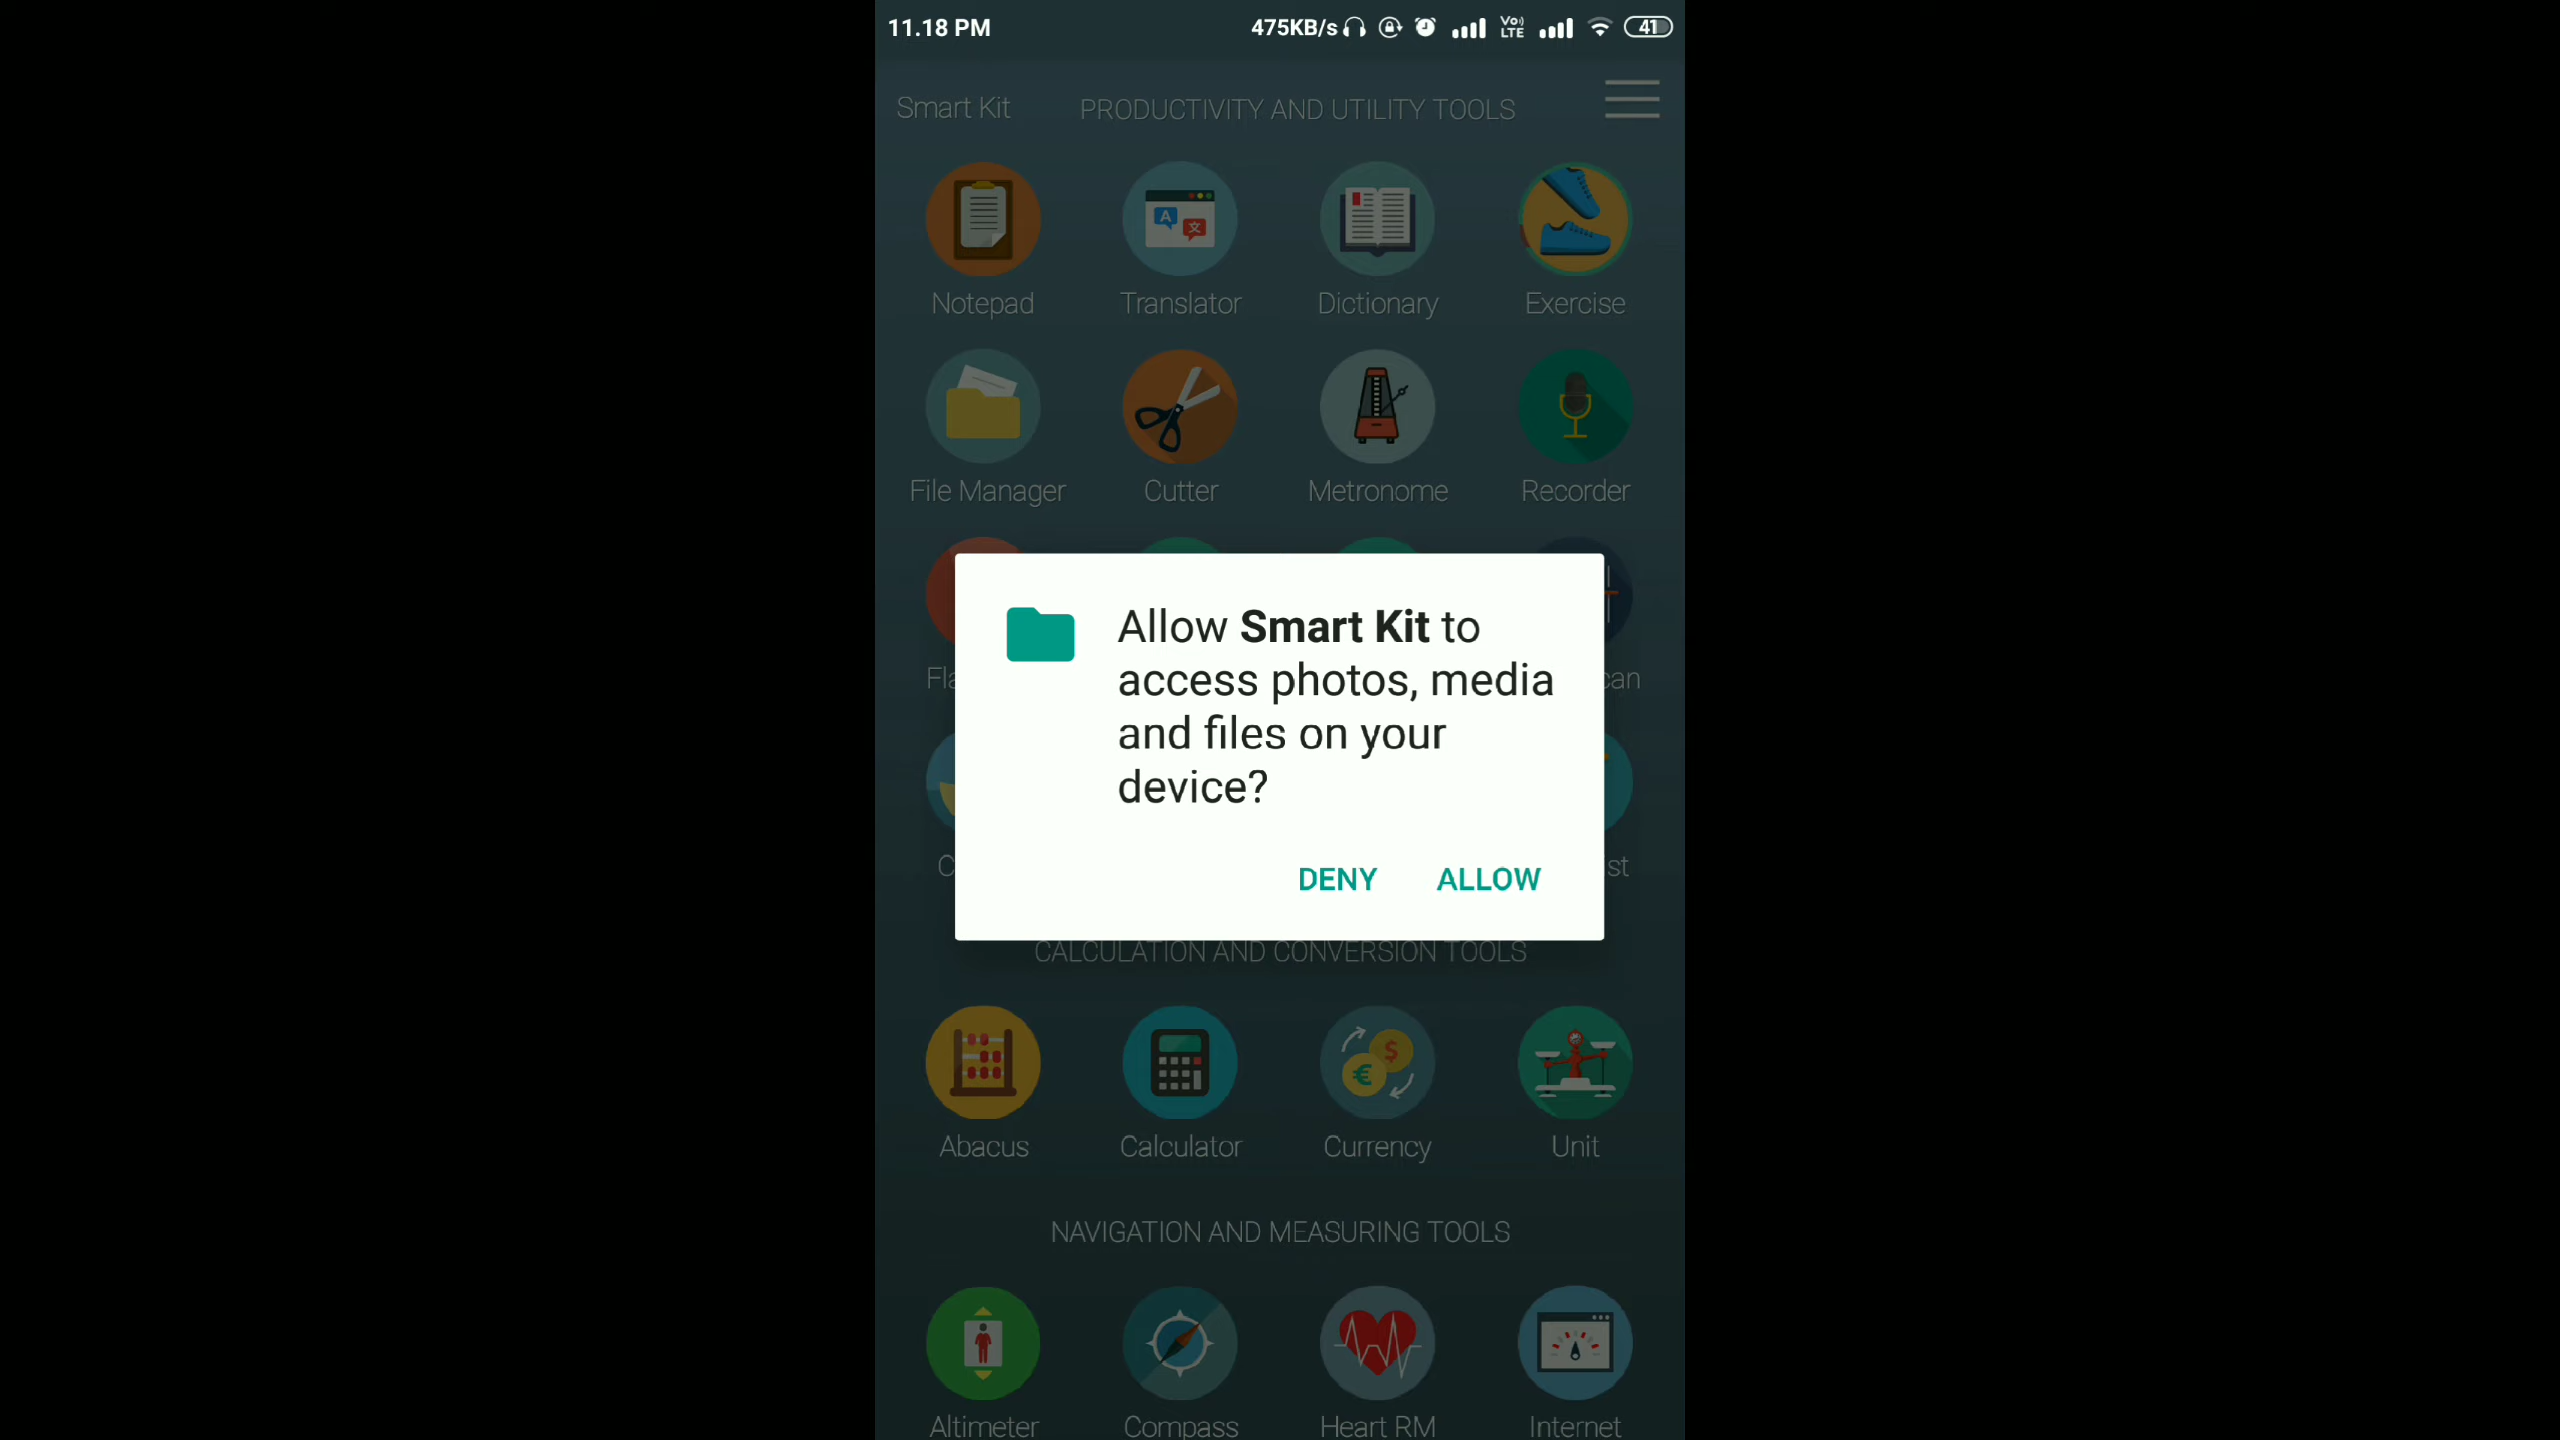 11.18 PM 475KB/s Vo) LTE 41
Smart Kit PRODUCTIVITY AND UTILITY TOOLS
Notepad Translator Dictionary Exercise
File Manager Cutter Metronome Recorder
Allow Smart Kit to
access photos, media
and files on your
device?
DENY ALLOW
CALCULATION AND CONVERSION TOOLS
Abacus Calculator Currency Unit
NAVIGATION AND MEASURING TOOLS
Altimeter Compass Heart RM Internet